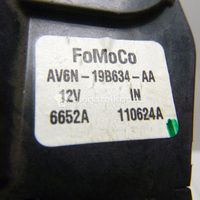 FoMoCo
AV6N-19B634-AA
12V IN
6652A 110624A